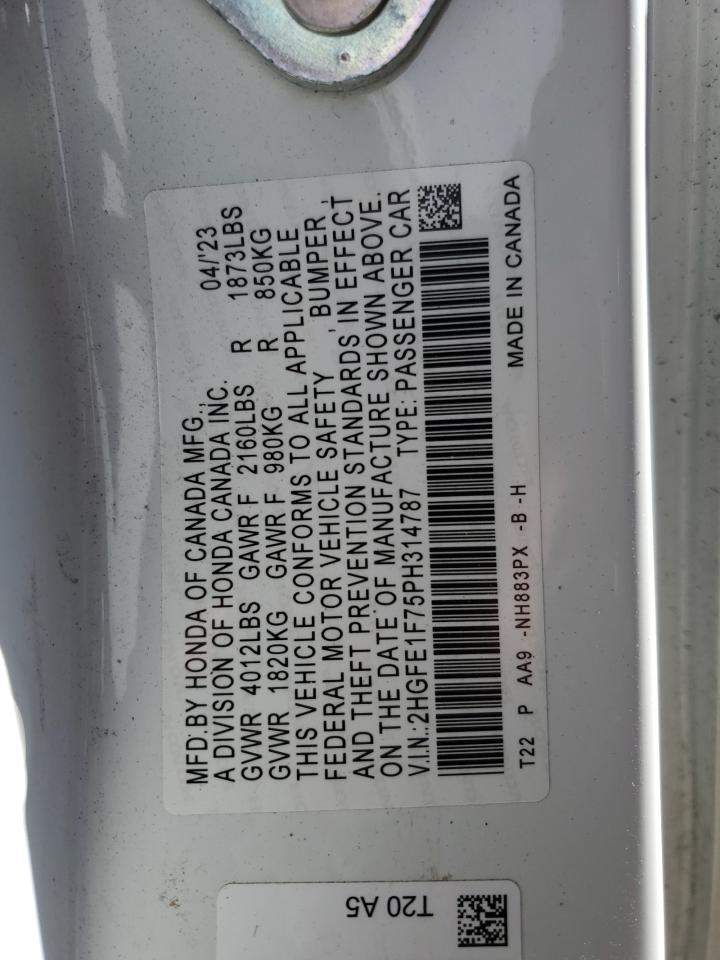 MFD.BY HONDA OF CANADA MFG., 04/'23
A DIVISION OF HONDA CANADA INC.
GVWR 4012LBS GAWR F 2160LBS R 1873LBS
GVWR 1820KG GAWR F 980KG R 850KG
THIS VEHICLE CONFORMS TO ALL APPLICABLE
FEDERAL MOTOR VEHICLE SAFETY, BUMPER,
AND THEFT PREVENTION STANDARDS IN EFFECT
ON THE DATE OF MANUFACTURE SHOWN ABOVE.
V.I.N.:2HGFE1F75PH314787 TYPE: PASSENGER CAR
T22 P AA9 -NH883PX -B -H MADE IN CANADA
T20 A5